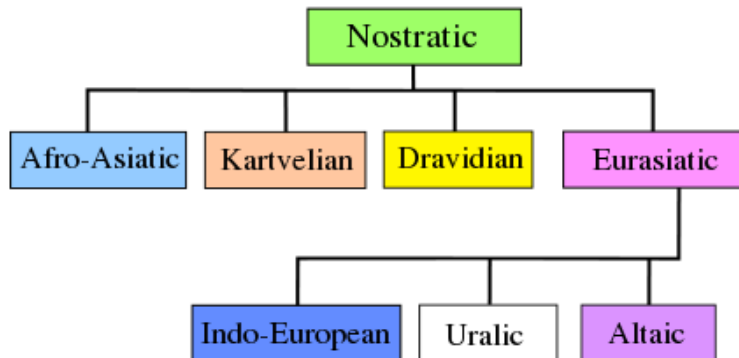 Nostratic
Afro-Asiatic
Kartvelian
Dravidian
Eurasiatic
Indo-European
Uralic
Altaic